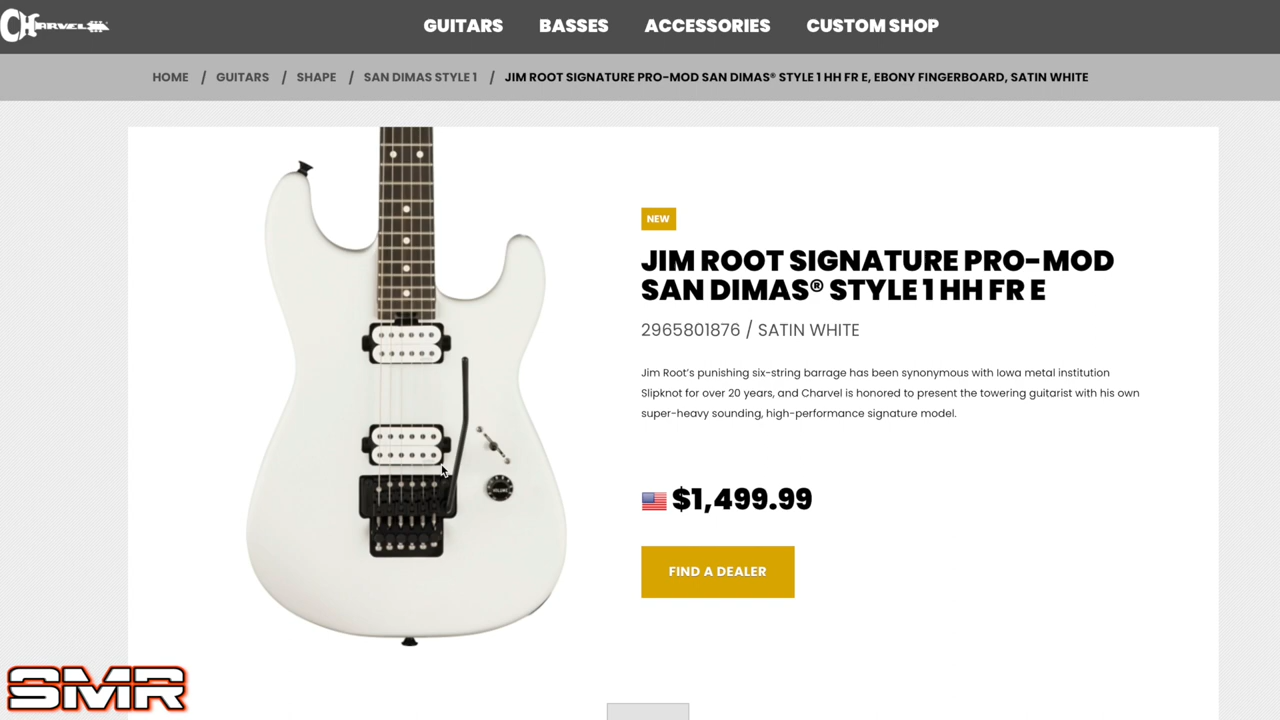 CHARVEL
GUITARS
BASSES
ACCESSORIES
CUSTOM SHOP
HOME / GUITARS / SHAPE / SAN DIMAS STYLE 1 / JIM ROOT SIGNATURE PRO-MOD SAN DIMAS® STYLE 1 HH FR E, EBONY FINGERBOARD, SATIN WHITE
NEW
JIM ROOT SIGNATURE PRO-MOD
SAN DIMAS® STYLE 1 HH FR E
2965801876 / SATIN WHITE
Jim Root's punishing six-string barrage has been synonymous with Iowa metal institution
Slipknot for over 20 years, and Charvel is honored to present the towering guitarist with his own
super-heavy sounding, high-performance signature model.
$1,499.99
FIND A DEALER
VOLUME
SMR